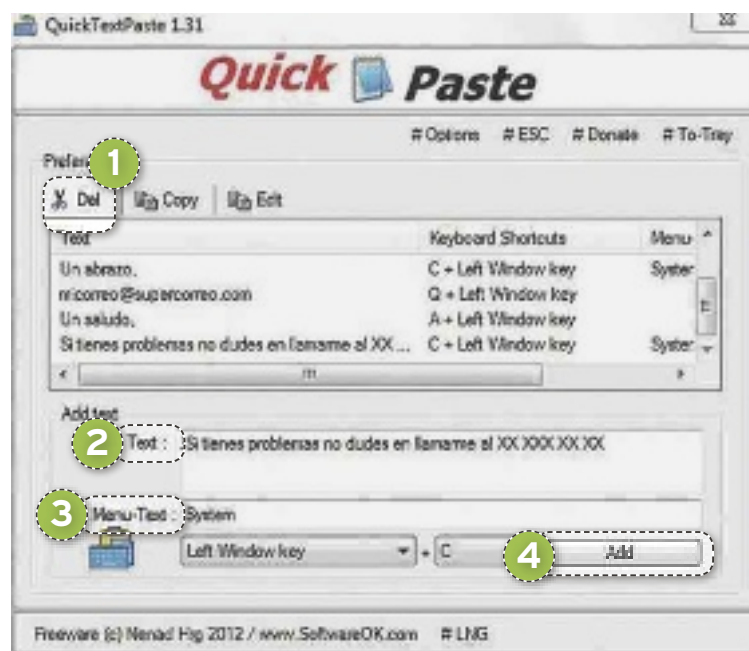 QuickTextPaste 1.31
Quick Paste
# Options # ESC # Donate # To-Tray
1
Del Copy Edit
Text Keyboard Shortcuts Menu-
Un abrazo, C + Left Window key System
micorreo@supercorreo.com Q + Left Window key
Un saludo, A + Left Window key
Si tienes problemas no dudes en llamarme al XX ... C + Left Window key System
Add text
2 Text : Si tienes problemas no dudes en llamarme al XX XXX XX XX
3 Menu-Text : System
Left Window key + C 4 Add
Freeware (c) Nenad Hrg 2012 / www.SoftwareOK.com # LNG